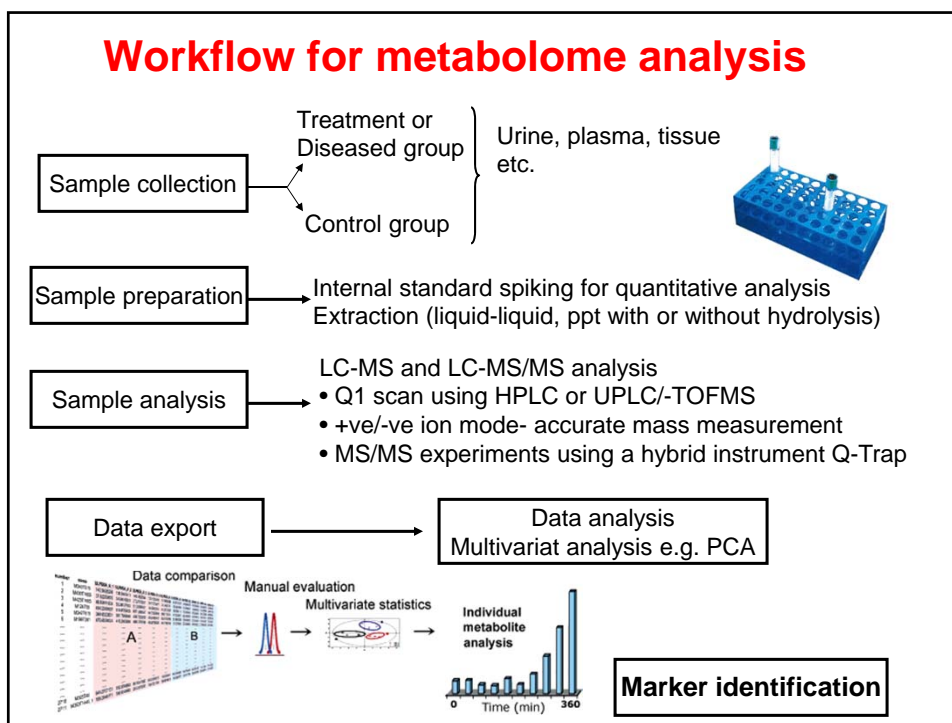 Workflow for metabolome analysis
Sample collection
Treatment or
Diseased group
Control group
Urine, plasma, tissue
etc.
Sample preparation
Internal standard spiking for quantitative analysis
Extraction (liquid-liquid, ppt with or without hydrolysis)
Sample analysis
LC-MS and LC-MS/MS analysis
• Q1 scan using HPLC or UPLC/-TOFMS
• +ve/-ve ion mode- accurate mass measurement
• MS/MS experiments using a hybrid instrument Q-Trap
Data export
Data analysis
Multivariat analysis e.g. PCA
Data comparison
A
B
Manual evaluation
Multivariate statistics
Individual
metabolite
analysis
0 Time (min) 360
Marker identification